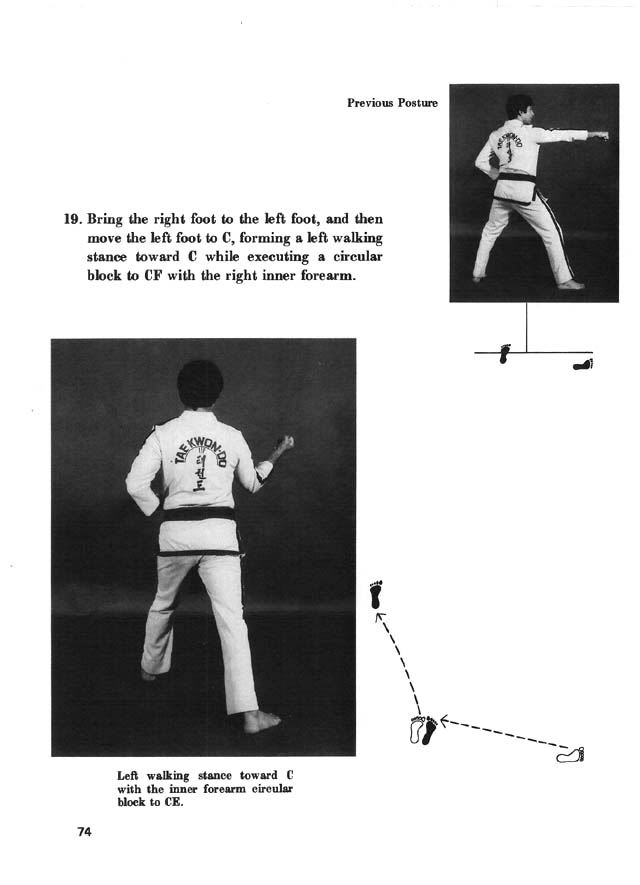 Previous Posture
TAEKWON-DO
19. Bring the right foot to the left foot, and then
move the left foot to C, forming a left walking
stance toward C while executing a circular
block to CF with the right inner forearm.
TAEKWON-DO
Left walking stance toward C
with the inner forearm circular
block to CE.
74